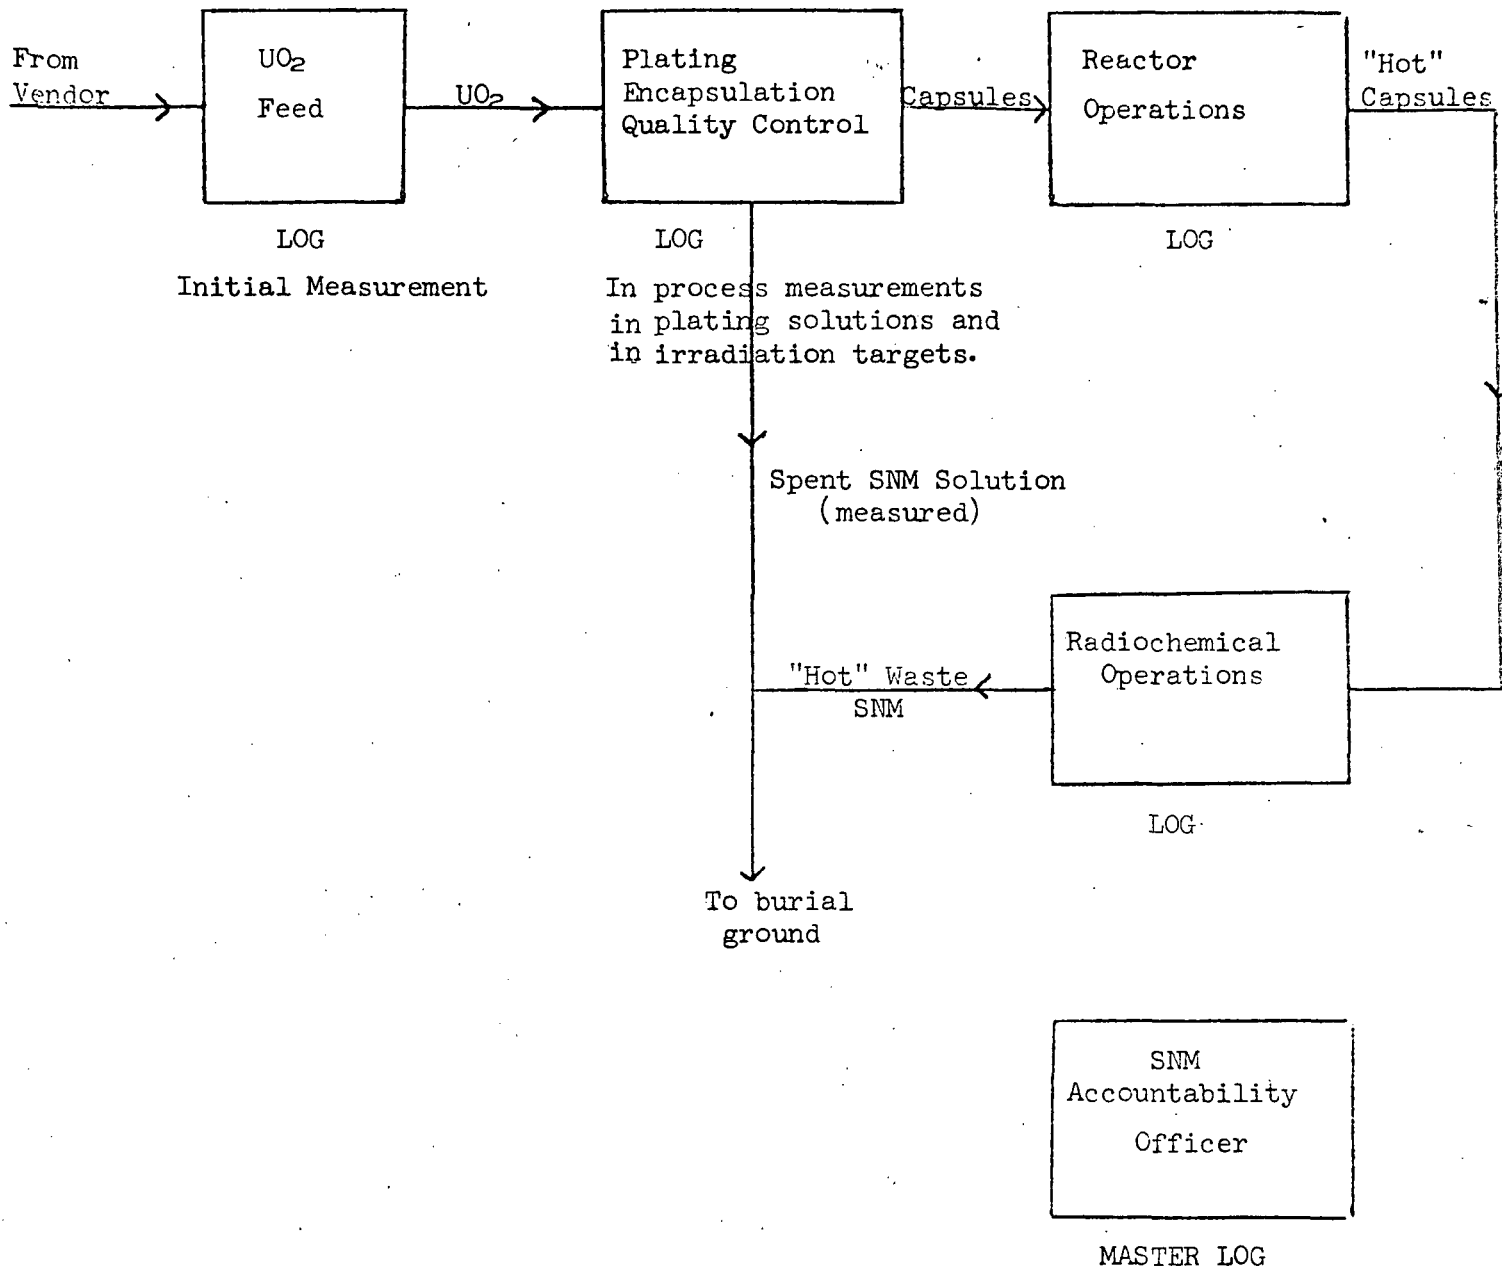 From
Vendor
UO₂
Feed
LOG
Initial Measurement
UO₂
Plating
Encapsulation
Quality Control
LOG
In process measurements
in plating solutions and
in irradiation targets.
Capsules
Reactor
Operations
LOG
"Hot"
Capsules
Spent SNM Solution
(measured)
Radiochemical
Operations
LOG
"Hot" Waste
SNM
To burial
ground
SNM
Accountability
Officer
MASTER LOG